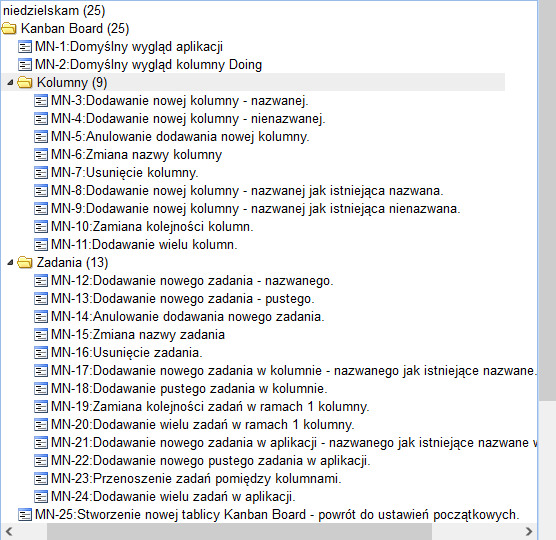 niedzielskam (25)
Kanban Board (25)
MN-1:Domyślny wygląd aplikacji
MN-2:Domyślny wygląd kolumny Doing
Kolumny (9)
MN-3:Dodawanie nowej kolumny - nazwanej.
MN-4:Dodawanie nowej kolumny - nienazwanej.
MN-5:Anulowanie dodawania nowej kolumny.
MN-6:Zmiana nazwy kolumny
MN-7:Usunięcie kolumny.
MN-8:Dodawanie nowej kolumny - nazwanej jak istniejąca nazwana.
MN-9:Dodawanie nowej kolumny - nazwanej jak istniejąca nienazwana.
MN-10:Zamiana kolejności kolumn.
MN-11:Dodawanie wielu kolumn.
Zadania (13)
MN-12:Dodawanie nowego zadania - nazwanego.
MN-13:Dodawanie nowego zadania - pustego.
MN-14:Anulowanie dodawania nowego zadania.
MN-15:Zmiana nazwy zadania
MN-16:Usunięcie zadania.
MN-17:Dodawanie nowego zadania w kolumnie - nazwanego jak istniejące nazwane.
MN-18:Dodawanie pustego zadania w kolumnie.
MN-19:Zamiana kolejności zadań w ramach 1 kolumny.
MN-20:Dodawanie wielu zadań w ramach 1 kolumny.
MN-21:Dodawanie nowego zadania w aplikacji - nazwanego jak istniejące nazwane w
MN-22:Dodawanie nowego pustego zadania w aplikacji.
MN-23:Przenoszenie zadań pomiędzy kolumnami.
MN-24:Dodawanie wielu zadań w aplikacji.
MN-25:Stworzenie nowej tablicy Kanban Board - powrót do ustawień początkowych.